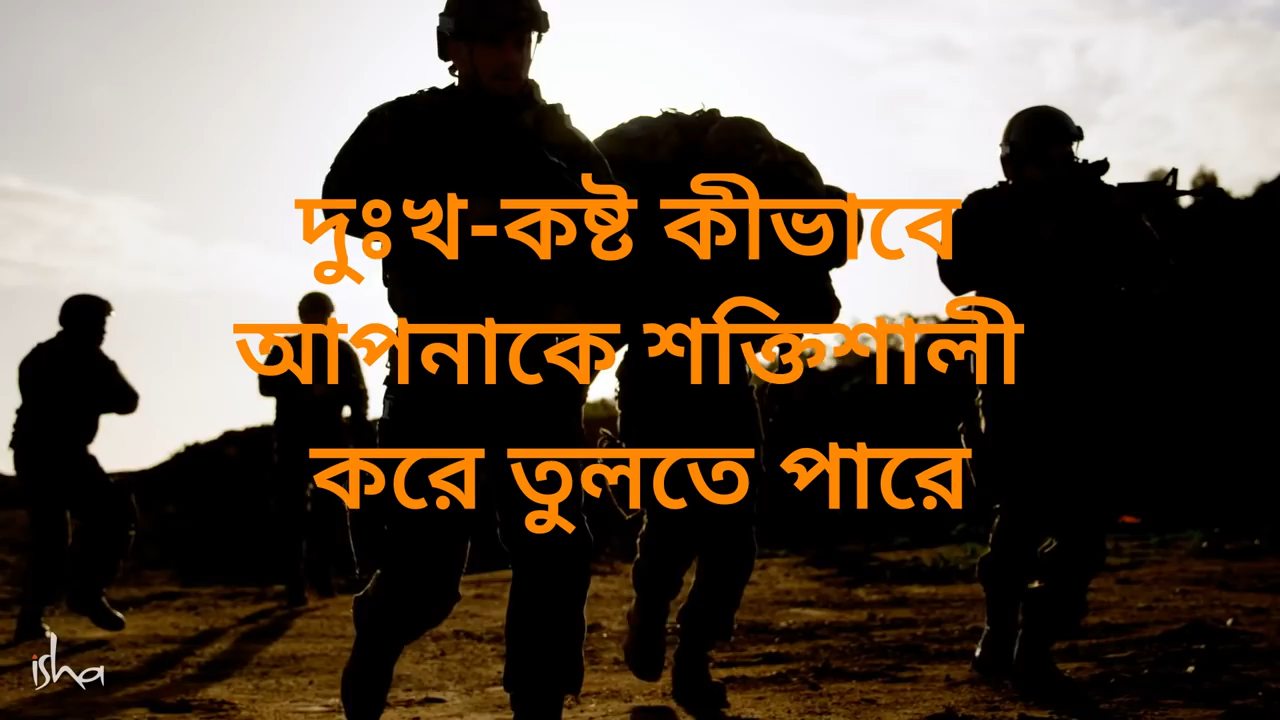 দুঃখ-কষ্ট কীভাবে
আপনাকে শক্তিশালী
করে তুলতে পারে
isha